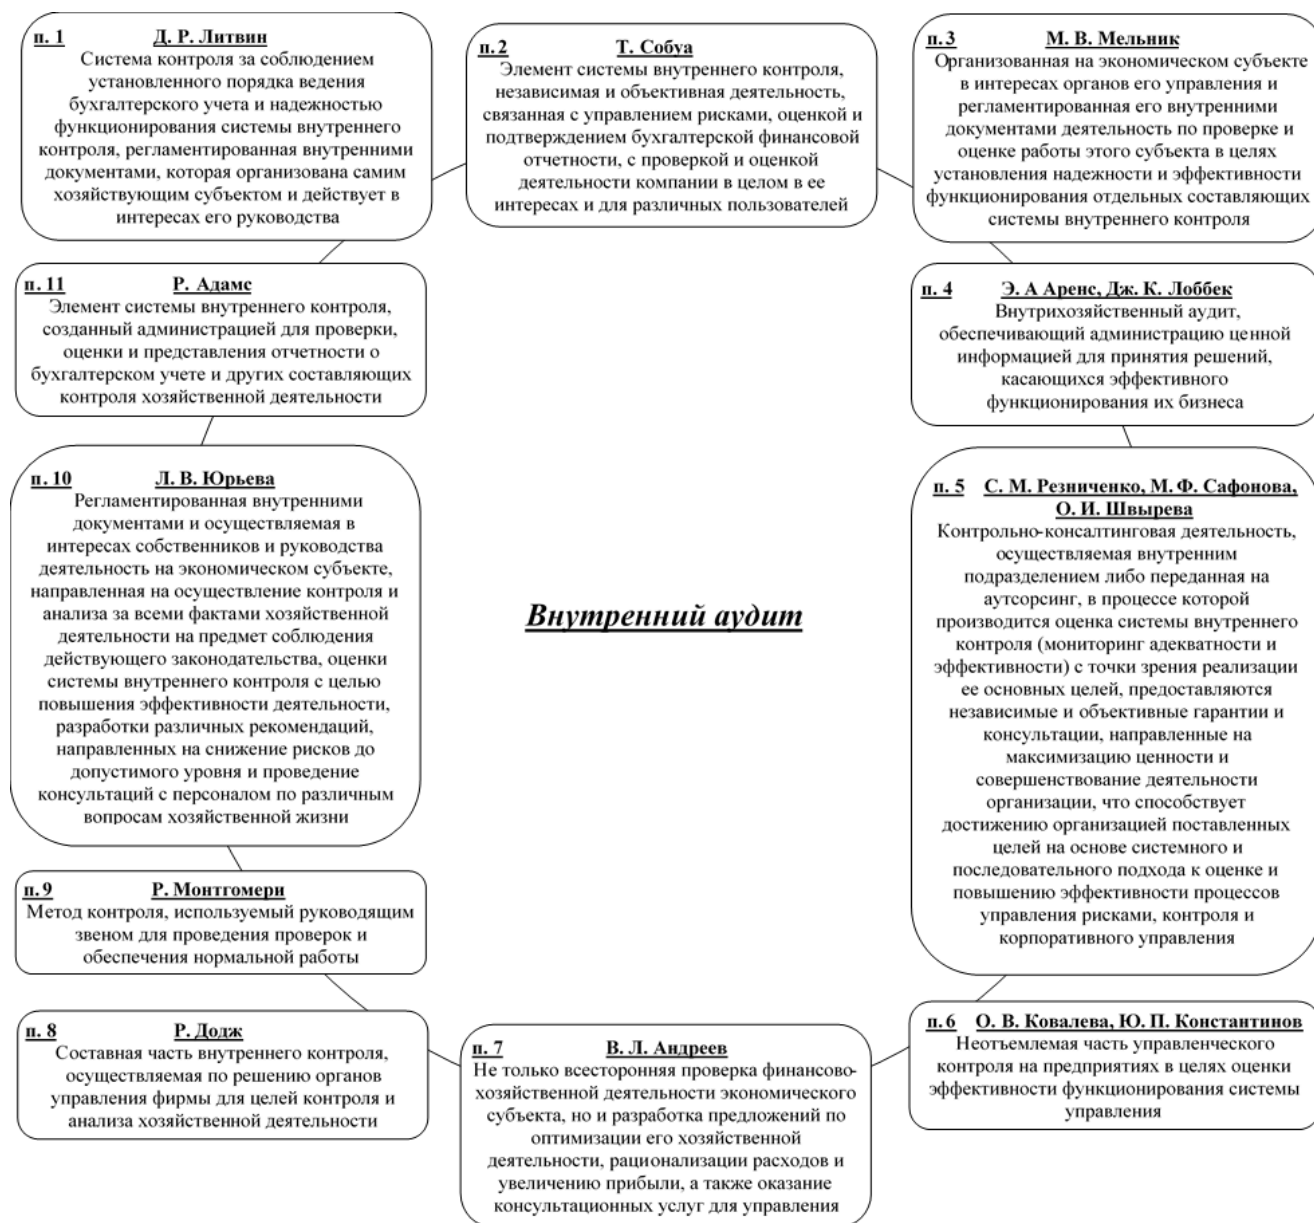 п. 1 Д. Р. Литвин
Система контроля за соблюдением
установленного порядка ведения
бухгалтерского учета и надежностью
функционирования системы внутреннего
контроля, регламентированная внутренними
документами, которая организована самим
хозяйствующим субъектом и действует в
интересах его руководства
п. 2 Т. Собуа
Элемент системы внутреннего контроля,
независимая и объективная деятельность,
связанная с управлением рисками, оценкой и
подтверждением бухгалтерской финансовой
отчетности, с проверкой и оценкой
деятельности компании в целом в ее
интересах и для различных пользователей
п. 3 М. В. Мельник
Организованная на экономическом субъекте
в интересах органов его управления и
регламентированная его внутренними
документами деятельность по проверке и
оценке работы этого субъекта в целях
установления надежности и эффективности
функционирования отдельных составляющих
системы внутреннего контроля
п. 4 Э. А Аренс, Дж. К. Лоббек
Внутрихозяйственный аудит,
обеспечивающий администрацию ценной
информацией для принятия решений,
касающихся эффективного
функционирования их бизнеса
п. 5 С. М. Резниченко, М. Ф. Сафонова,
О. И. Швырева
Контрольно-консалтинговая деятельность,
осуществляемая внутренним
подразделением либо переданная на
аутсорсинг, в процессе которой
производится оценка системы внутреннего
контроля (мониторинг адекватности и
эффективности) с точки зрения реализации
ее основных целей, предоставляются
независимые и объективные гарантии и
консультации, направленные на
максимизацию ценности и
совершенствование деятельности
организации, что способствует
достижению организацией поставленных
целей на основе системного и
последовательного подхода к оценке и
повышению эффективности процессов
управления рисками, контроля и
корпоративного управления
п. 6 О. В. Ковалева, Ю. П. Константинов
Неотъемлемая часть управленческого
контроля на предприятиях в целях оценки
эффективности функционирования системы
управления
п. 7 В. Л. Андреев
Не только всесторонняя проверка финансово-
хозяйственной деятельности экономического
субъекта, но и разработка предложений по
оптимизации его хозяйственной
деятельности, рационализации расходов и
увеличению прибыли, а также оказание
консультационных услуг для управления
п. 8 Р. Додж
Составная часть внутреннего контроля,
осуществляемая по решению органов
управления фирмы для целей контроля и
анализа хозяйственной деятельности
п. 9 Р. Монтгомери
Метод контроля, используемый руководящим
звеном для проведения проверок и
обеспечения нормальной работы
п. 10 Л. В. Юрьева
Регламентированная внутренними
документами и осуществляемая в
интересах собственников и руководства
деятельность на экономическом субъекте,
направленная на осуществление контроля и
анализа за всеми фактами хозяйственной
деятельности на предмет соблюдения
действующего законодательства, оценки
системы внутреннего контроля с целью
повышения эффективности деятельности,
разработки различных рекомендаций,
направленных на снижение рисков до
допустимого уровня и проведение
консультаций с персоналом по различным
вопросам хозяйственной жизни
п. 11 Р. Адамс
Элемент системы внутреннего контроля,
созданный администрацией для проверки,
оценки и представления отчетности о
бухгалтерском учете и других составляющих
контроля хозяйственной деятельности
Внутренний аудит